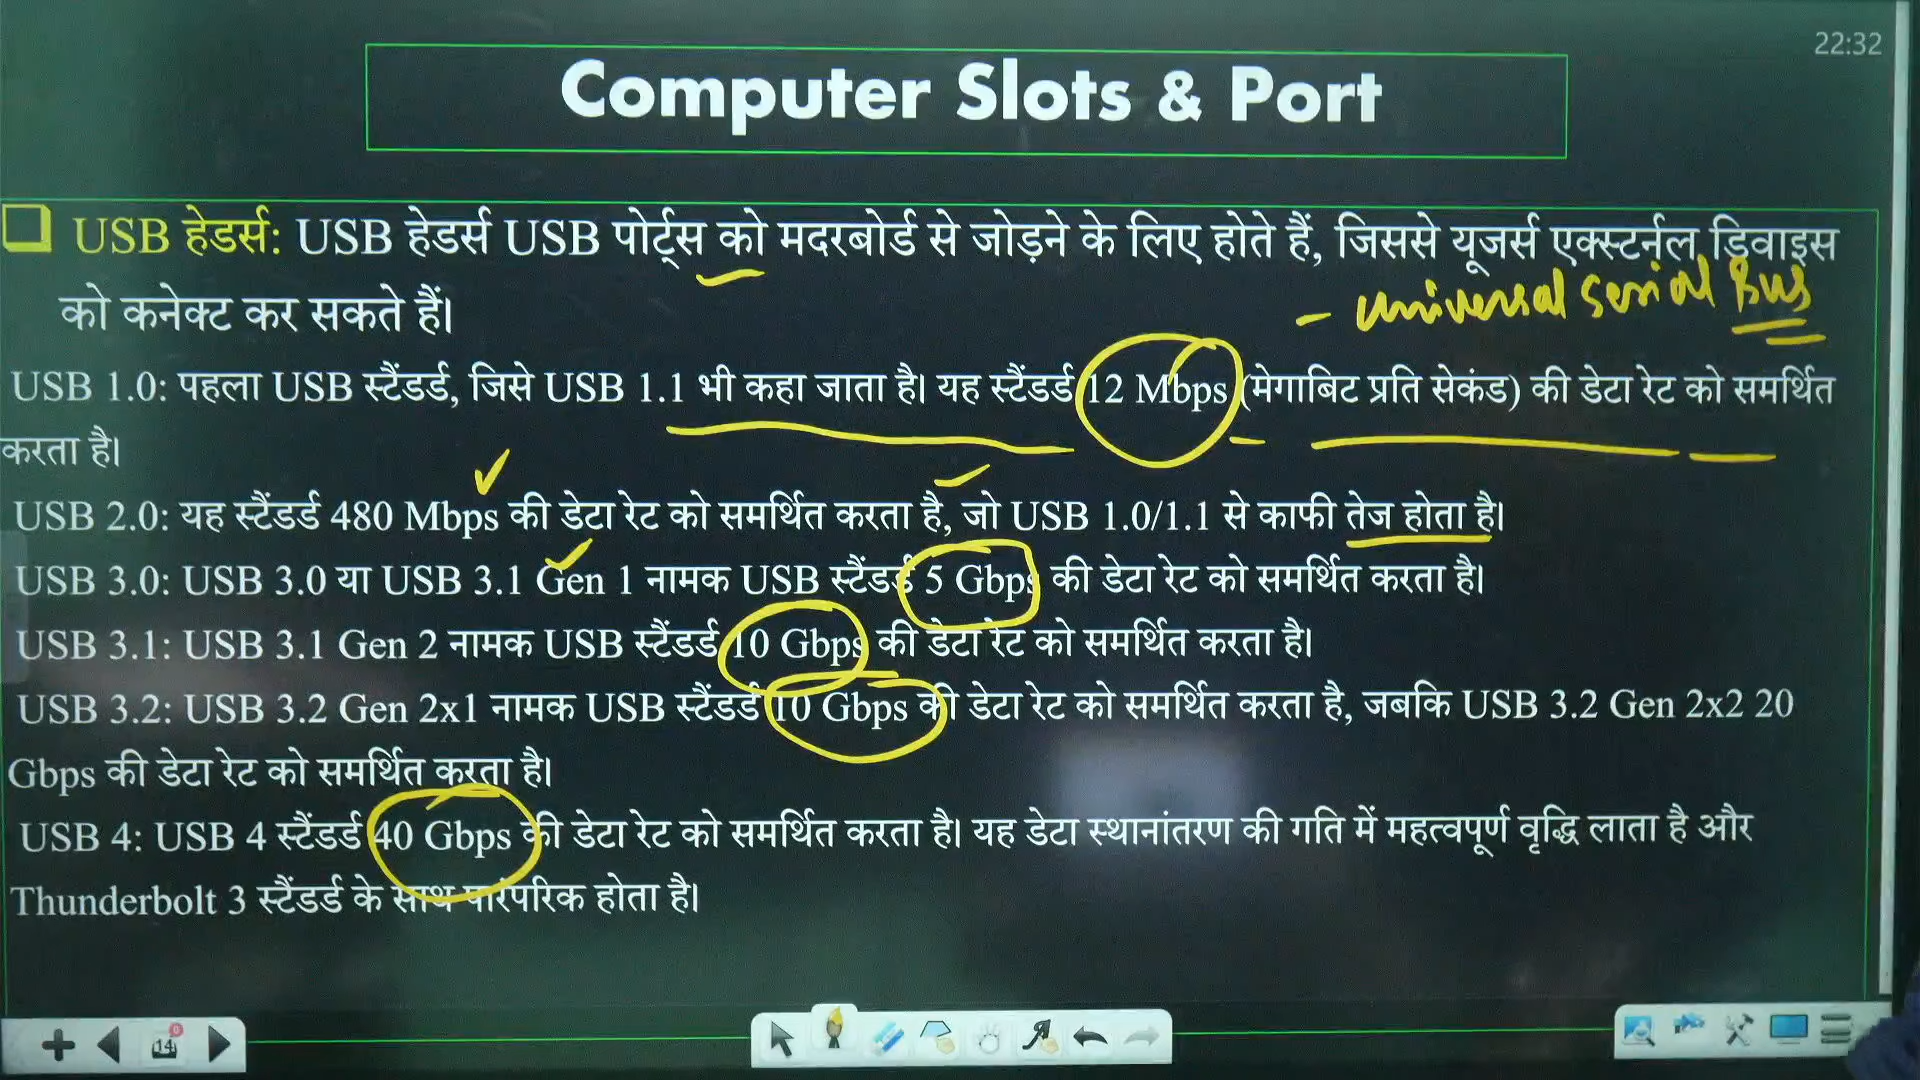 22:32
Computer Slots & Port
USB हेडर्स: USB हेडर्स USB पोर्ट्स को मदरबोर्ड से जोड़ने के लिए होते हैं, जिससे यूजर्स एक्स्टर्नल डिवाइस
को कनेक्ट कर सकते हैं।
- universal serial Bus
USB 1.0: पहला USB स्टैंडर्ड, जिसे USB 1.1 भी कहा जाता है। यह स्टैंडर्ड 12 Mbps (मेगाबिट प्रति सेकंड) की डेटा रेट को समर्थित
करता है।
USB 2.0: यह स्टैंडर्ड 480 Mbps की डेटा रेट को समर्थित करता है, जो USB 1.0/1.1 से काफी तेज होता है।
USB 3.0: USB 3.0 या USB 3.1 Gen 1 नामक USB स्टैंडर्ड 5 Gbps की डेटा रेट को समर्थित करता है।
USB 3.1: USB 3.1 Gen 2 नामक USB स्टैंडर्ड 10 Gbps की डेटा रेट को समर्थित करता है।
USB 3.2: USB 3.2 Gen 2x1 नामक USB स्टैंडर्ड 10 Gbps की डेटा रेट को समर्थित करता है, जबकि USB 3.2 Gen 2x2 20
Gbps की डेटा रेट को समर्थित करता है।
USB 4: USB 4 स्टैंडर्ड 40 Gbps की डेटा रेट को समर्थित करता है। यह डेटा स्थानांतरण की गति में महत्वपूर्ण वृद्धि लाता है और
Thunderbolt 3 स्टैंडर्ड के साथ पारंपरिक होता है।
14
0